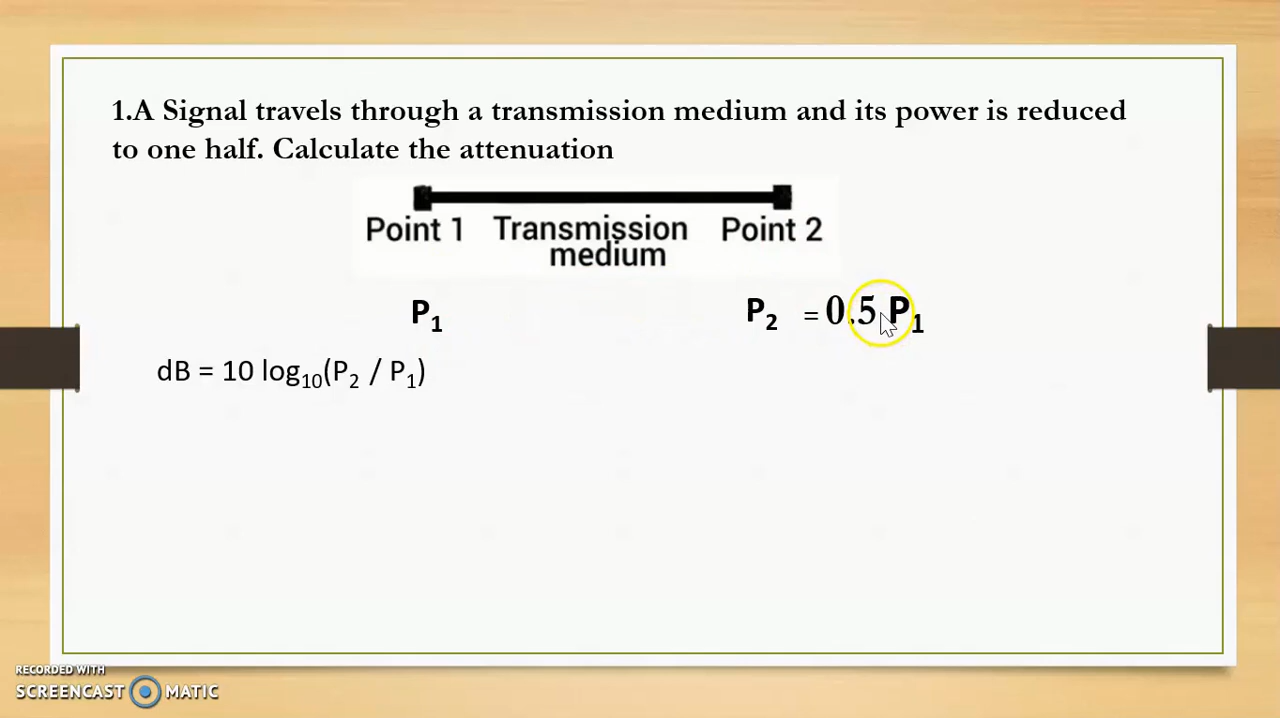 1.A Signal travels through a transmission medium and its power is reduced
to one half. Calculate the attenuation
Point 1 Transmission medium Point 2
P₁ P₂ = 0.5 P₁
dB = 10 log₁₀(P₂ / P₁)
RECORDED WITH
SCREENCAST MATIC